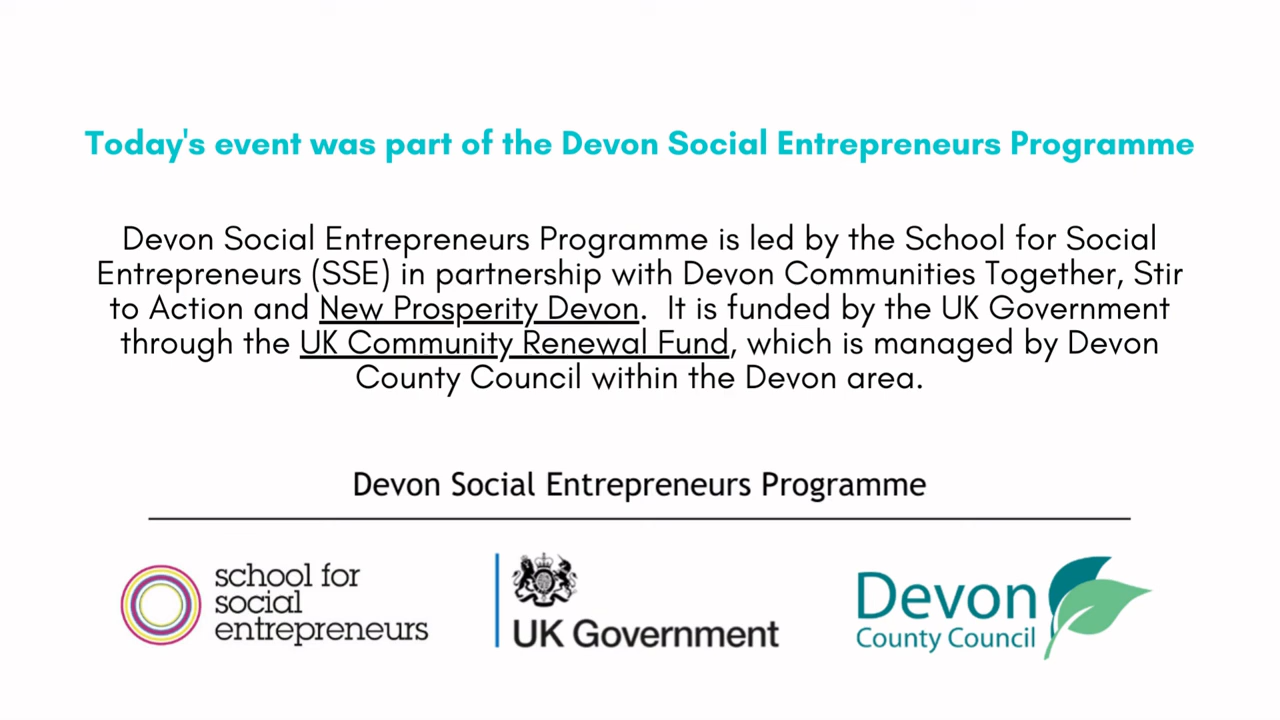 Today's event was part of the Devon Social Entrepreneurs Programme
Devon Social Entrepreneurs Programme is led by the School for Social
Entrepreneurs (SSE) in partnership with Devon Communities Together, Stir
to Action and New Prosperity Devon.  It is funded by the UK Government
through the UK Community Renewal Fund, which is managed by Devon
County Council within the Devon area.
Devon Social Entrepreneurs Programme
school for
social
entrepreneurs
UK Government
Devon
County Council